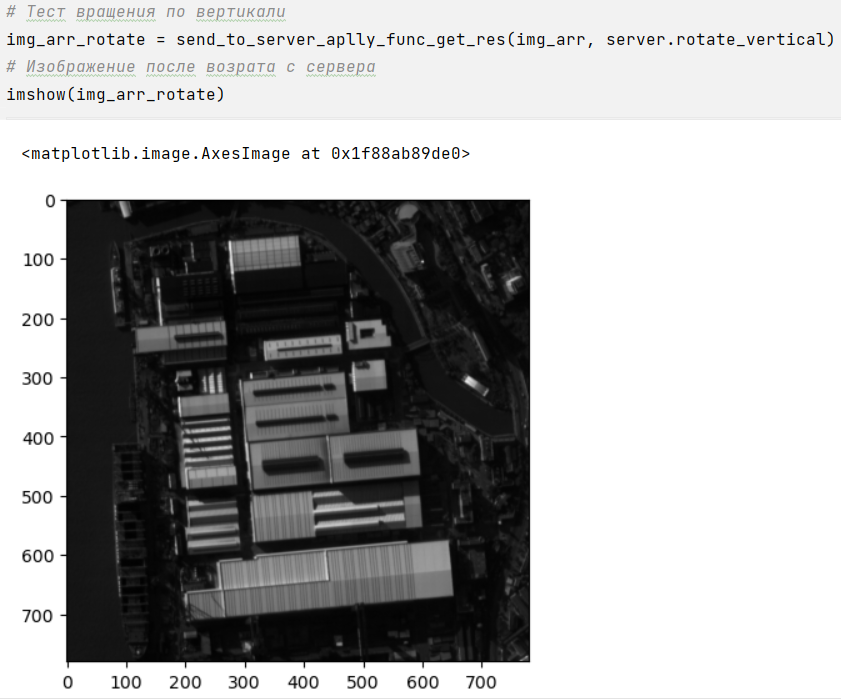 # Тест вращения по вертикали
img_arr_rotate = send_to_server_aplly_func_get_res(img_arr, server.rotate_vertical)
# Изображение после возрата с сервера
imshow(img_arr_rotate)
<matplotlib.image.AxesImage at 0x1f88ab89de0>
0
100
200
300
400
500
600
700
0 100 200 300 400 500 600 700